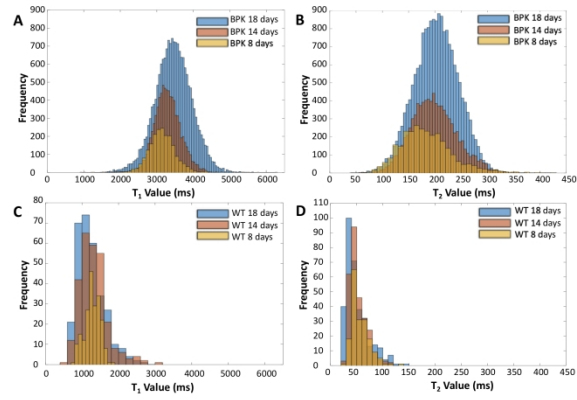 A
BPK 18 days
BPK 14 days
BPK 8 days
Frequency
900
800
700
600
500
400
300
200
100
0
1000 2000 3000 4000 5000 6000
T₁ Value (ms)
B
BPK 18 days
BPK 14 days
BPK 8 days
Frequency
900
800
700
600
500
400
300
200
100
0
50 100 150 200 250 300 350 400
T₂ Value (ms)
C
WT 18 days
WT 14 days
WT 8 days
Frequency
80
70
60
50
40
30
20
10
0
1000 2000 3000 4000 5000 6000
T₁ Value (ms)
D
WT 18 days
WT 14 days
WT 8 days
Frequency
110
100
90
80
70
60
50
40
30
20
10
0
50 100 150 200 250 300 350 400
T₂ Value (ms)